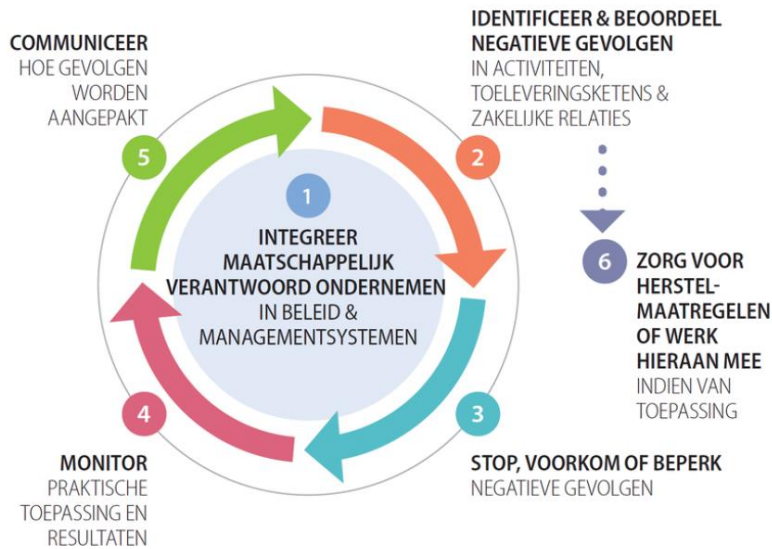 1
INTEGREER
MAATSCHAPPELIJK
VERANTWOORD ONDERNEMEN
IN BELEID &
MANAGEMENTSYSTEMEN
2
IDENTIFICEER & BEOORDEEL
NEGATIEVE GEVOLGEN
IN ACTIVITEITEN,
TOELEVERINGSKETENS &
ZAKELIJKE RELATIES
3
STOP, VOORKOM OF BEPERK
NEGATIEVE GEVOLGEN
4
MONITOR
PRAKTISCHE
TOEPASSING EN
RESULTATEN
5
COMMUNICEER
HOE GEVOLGEN
WORDEN
AANGEPAKT
6
ZORG VOOR
HERSTEL-
MAATREGELEN
OF WERK
HIERAAN MEE
INDIEN VAN
TOEPASSING